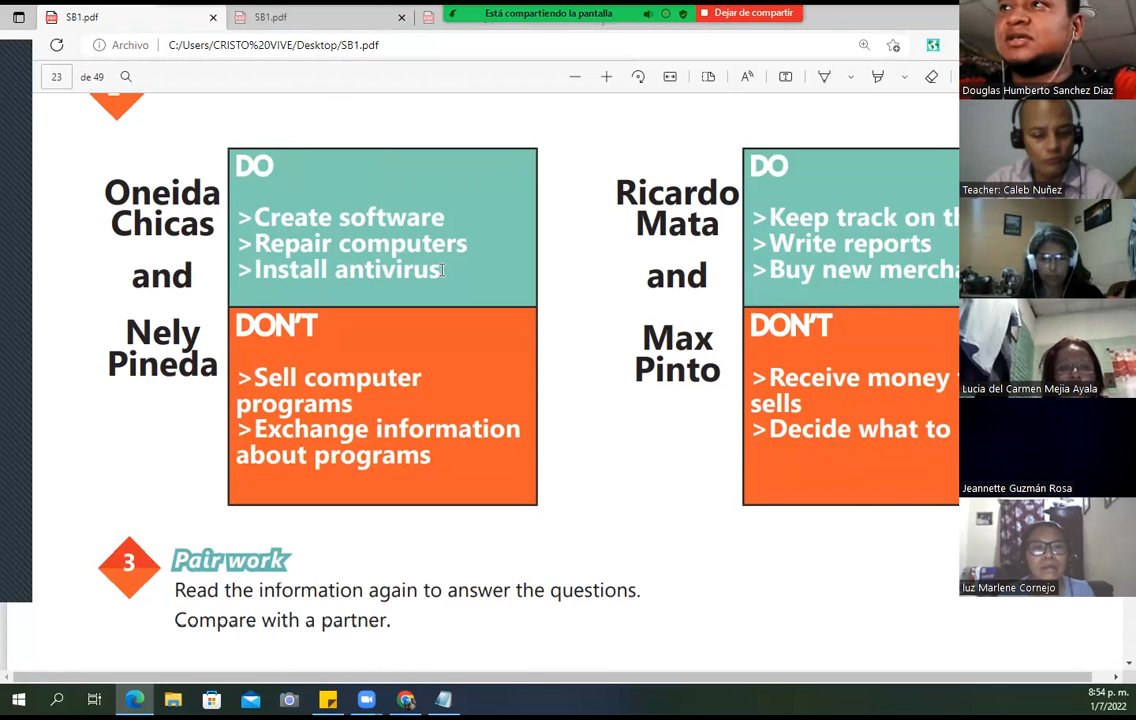 SB1.pdf
SB1.pdf
Está compartiendo la pantalla
Dejar de compartir
Archivo
C:/Users/CRISTO%20VIVE/Desktop/SB1.pdf
23
de 49
Oneida
Chicas
and
Nely
Pineda
DO
>Create software
>Repair computers
>Install antivirus
DON'T
>Sell computer
programs
>Exchange information
about programs
Ricardo
Mata
and
Max
Pinto
DO
>Keep track on th
>Write reports
>Buy new mercha
DON'T
>Receive money
sells
>Decide what to
3
Pair work
Read the information again to answer the questions.
Compare with a partner.
Douglas Humberto Sanchez Diaz
Teacher: Caleb Nuñez
Lucia del Carmen Mejia Ayala
Jeannette Guzmán Rosa
luz Marlene Cornejo
8:54 p. m.
1/7/2022